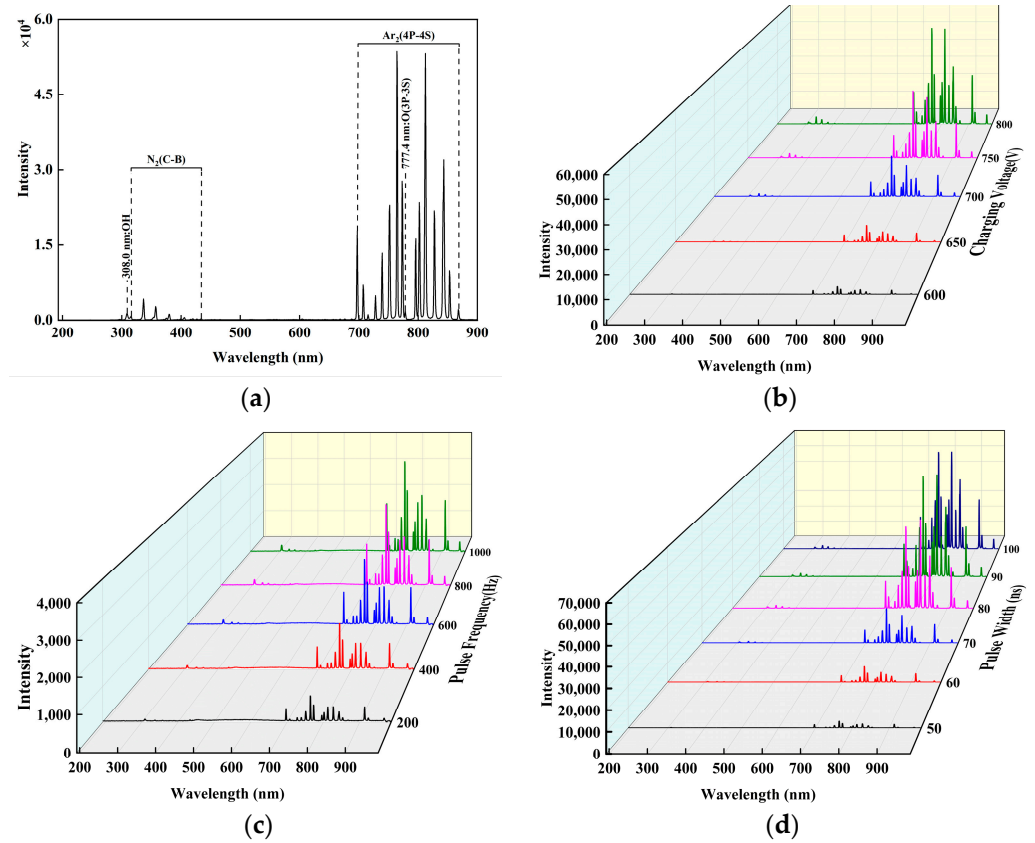 ×10⁴
6.0
4.5
3.0
1.5
0.0
Intensity
308.0 nm:OH
N₂(C-B)
Ar₂(4P-4S)
777.4 nm:O(3P-3S)
200 300 400 500 600 700 800 900
Wavelength (nm)
(a)
60,000
50,000
40,000
30,000
20,000
10,000
0
Intensity
200 300 400 500 600 700 800 900
Wavelength (nm)
800
750
700
650
600
Charging Voltage(V)
(b)
4,000
3,000
2,000
1,000
0
Intensity
200 300 400 500 600 700 800 900
Wavelength (nm)
1000
800
600
400
200
Pulse Frequency(Hz)
(c)
70,000
60,000
50,000
40,000
30,000
20,000
10,000
0
Intensity
200 300 400 500 600 700 800 900
Wavelength (nm)
100
90
80
70
60
50
Pulse Width (ns)
(d)